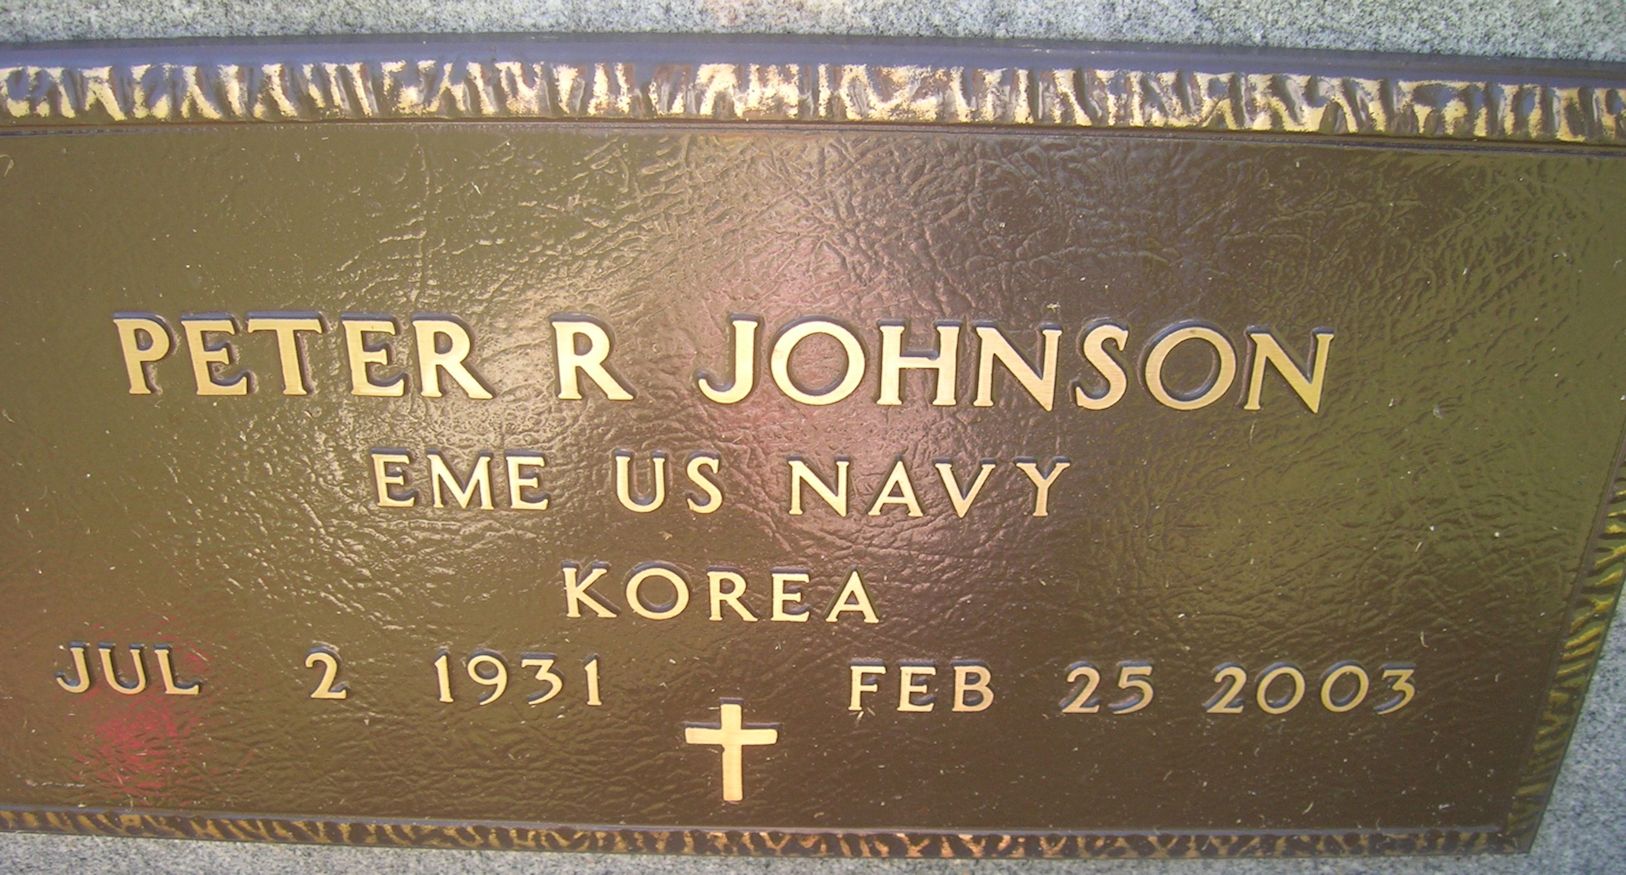 PETER R JOHNSON
EME US NAVY
KOREA
JUL 2 1931 FEB 25 2003